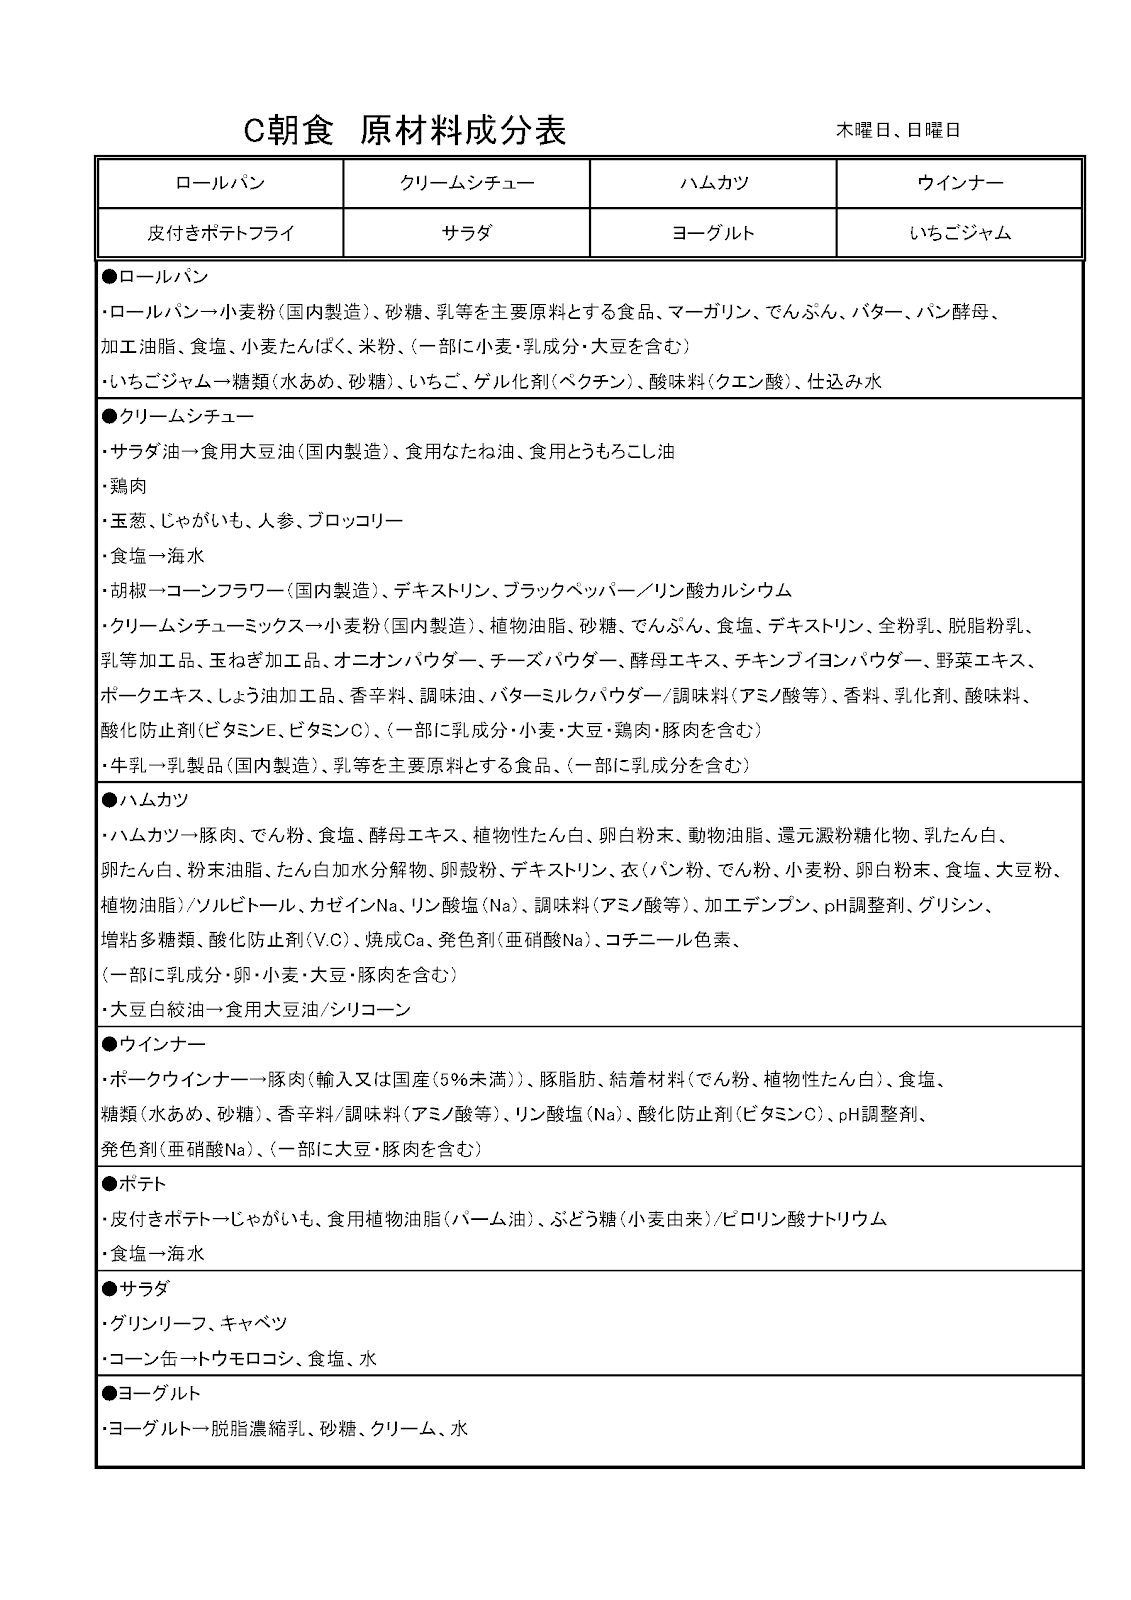 C朝食　原材料成分表
木曜日、日曜日
ロールパン
クリームシチュー
ハムカツ
ウインナー
皮付きポテトフライ
サラダ
ヨーグルト
いちごジャム
●ロールパン
・ロールパン→小麦粉（国内製造）、砂糖、乳等を主要原料とする食品、マーガリン、でんぷん、バター、パン酵母、
加工油脂、食塩、小麦たんぱく、米粉、（一部に小麦・乳成分・大豆を含む）
・いちごジャム→糖類（水あめ、砂糖）、いちご、ゲル化剤（ペクチン）、酸味料（クエン酸）、仕込み水
●クリームシチュー
・サラダ油→食用大豆油（国内製造）、食用なたね油、食用とうもろこし油
・鶏肉
・玉葱、じゃがいも、人参、ブロッコリー
・食塩→海水
・胡椒→コーンフラワー（国内製造）、デキストリン、ブラックペッパー／リン酸カルシウム
・クリームシチューミックス→小麦粉（国内製造）、植物油脂、砂糖、でんぷん、食塩、デキストリン、全粉乳、脱脂粉乳、
乳等加工品、玉ねぎ加工品、オニオンパウダー、チーズパウダー、酵母エキス、チキンブイヨンパウダー、野菜エキス、
ポークエキス、しょう油加工品、香辛料、調味油、バターミルクパウダー/調味料（アミノ酸等）、香料、乳化剤、酸味料、
酸化防止剤（ビタミンE、ビタミンC）、（一部に乳成分・小麦・大豆・鶏肉・豚肉を含む）
・牛乳→乳製品（国内製造）、乳等を主要原料とする食品、（一部に乳成分を含む）
●ハムカツ
・ハムカツ→豚肉、でん粉、食塩、酵母エキス、植物性たん白、卵白粉末、動物油脂、還元澱粉糖化物、乳たん白、
卵たん白、粉末油脂、たん白加水分解物、卵殻粉、デキストリン、衣（パン粉、でん粉、小麦粉、卵白粉末、食塩、大豆粉、
植物油脂）/ソルビトール、カゼインNa、リン酸塩（Na）、調味料（アミノ酸等）、加工デンプン、pH調整剤、グリシン、
増粘多糖類、酸化防止剤（V.C）、焼成Ca、発色剤（亜硝酸Na）、コチニール色素、
（一部に乳成分・卵・小麦・大豆・豚肉を含む）
・大豆白絞油→食用大豆油/シリコーン
●ウインナー
・ポークウインナー→豚肉（輸入又は国産（5％未満））、豚脂肪、結着材料（でん粉、植物性たん白）、食塩、
糖類（水あめ、砂糖）、香辛料/調味料（アミノ酸等）、リン酸塩（Na）、酸化防止剤（ビタミンC）、pH調整剤、
発色剤（亜硝酸Na）、（一部に大豆・豚肉を含む）
●ポテト
・皮付きポテト→じゃがいも、食用植物油脂（パーム油）、ぶどう糖（小麦由来）/ピロリン酸ナトリウム
・食塩→海水
●サラダ
・グリンリーフ、キャベツ
・コーン缶→トウモロコシ、食塩、水
●ヨーグルト
・ヨーグルト→脱脂濃縮乳、砂糖、クリーム、水